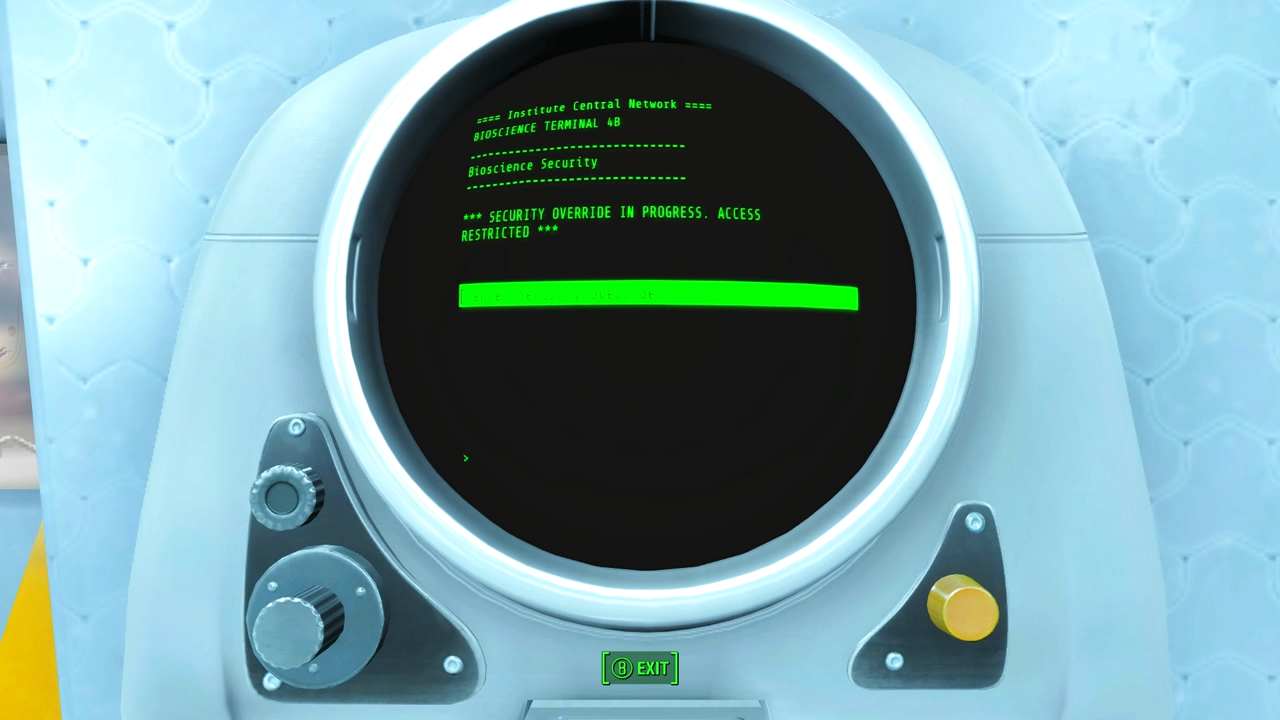 ==== Institute Central Network ====
BIOSCIENCE TERMINAL 4B
-------------------------------
Bioscience Security
-------------------------------
*** SECURITY OVERRIDE IN PROGRESS. ACCESS
RESTRICTED ***
>
[Ⓑ EXIT]